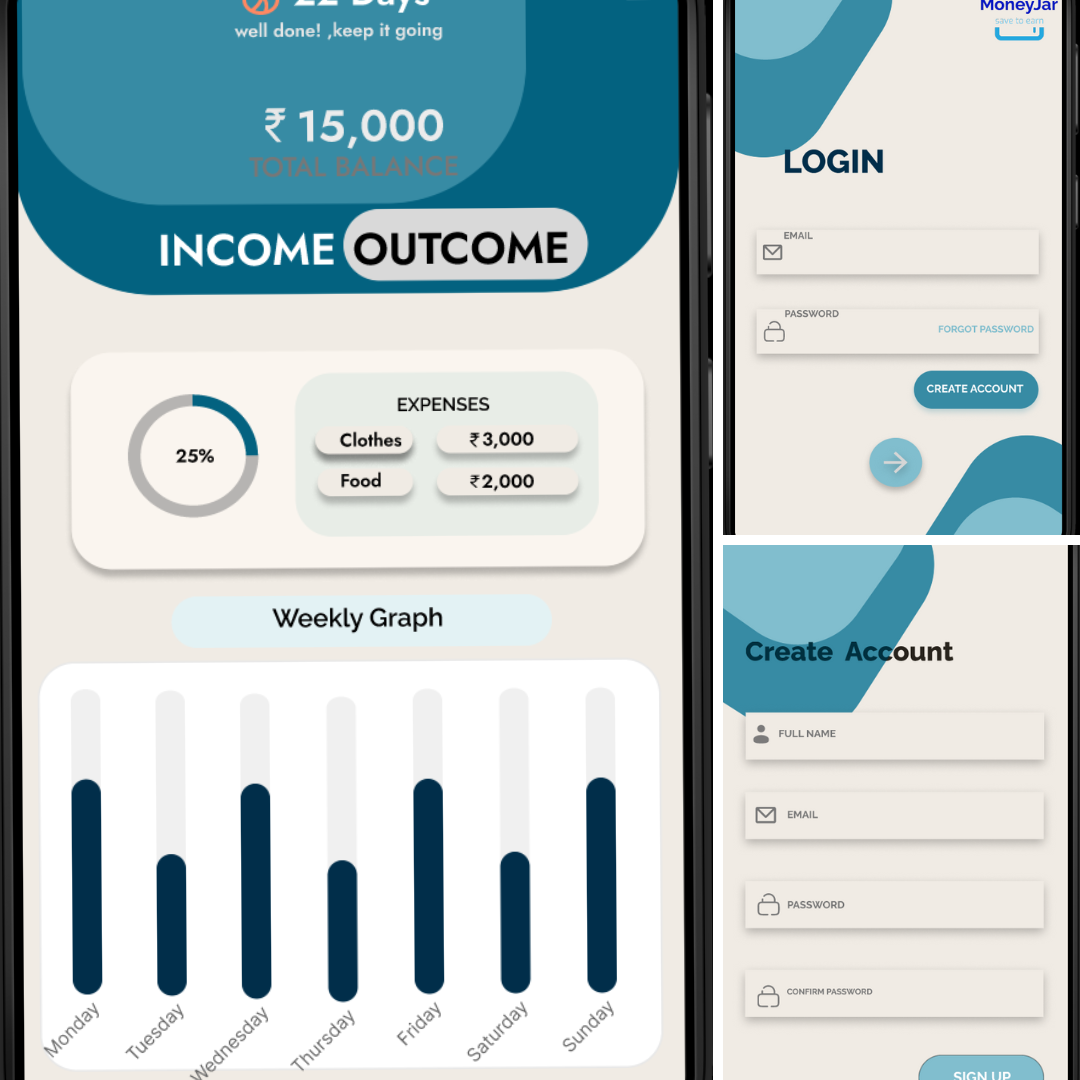 22 Days
well done! ,keep it going
₹ 15,000
TOTAL BALANCE
INCOME OUTCOME
25%
EXPENSES
Clothes ₹3,000
Food ₹2,000
Weekly Graph
Monday
Tuesday
Wednesday
Thursday
Friday
Saturday
Sunday
MoneyJar
save to earn
LOGIN
EMAIL
PASSWORD
FORGOT PASSWORD
CREATE ACCOUNT
Create Account
FULL NAME
EMAIL
PASSWORD
CONFIRM PASSWORD
SIGN UP